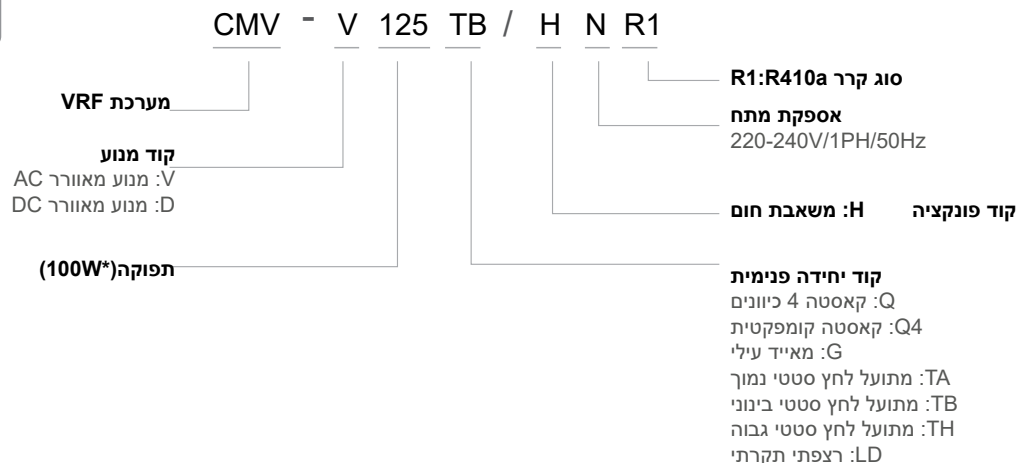 CMV - V 125 TB / H N R1
סוג קרר R1:R410a
מערכת VRF
אספקת מתח
220-240V/1PH/50Hz
קוד מנוע
V: מנוע מאוורר AC
D: מנוע מאוורר DC
קוד פונקציה H: משאבת חום
תפוקה(100W*)
קוד יחידה פנימית
Q: קאסטה 4 כיוונים
Q4: קאסטה קומפקטית
G: מאייד עילי
TA: מתועל לחץ סטטי נמוך
TB: מתועל לחץ סטטי בינוני
TH: מתועל לחץ סטטי גבוה
LD: רצפתי תקרתי